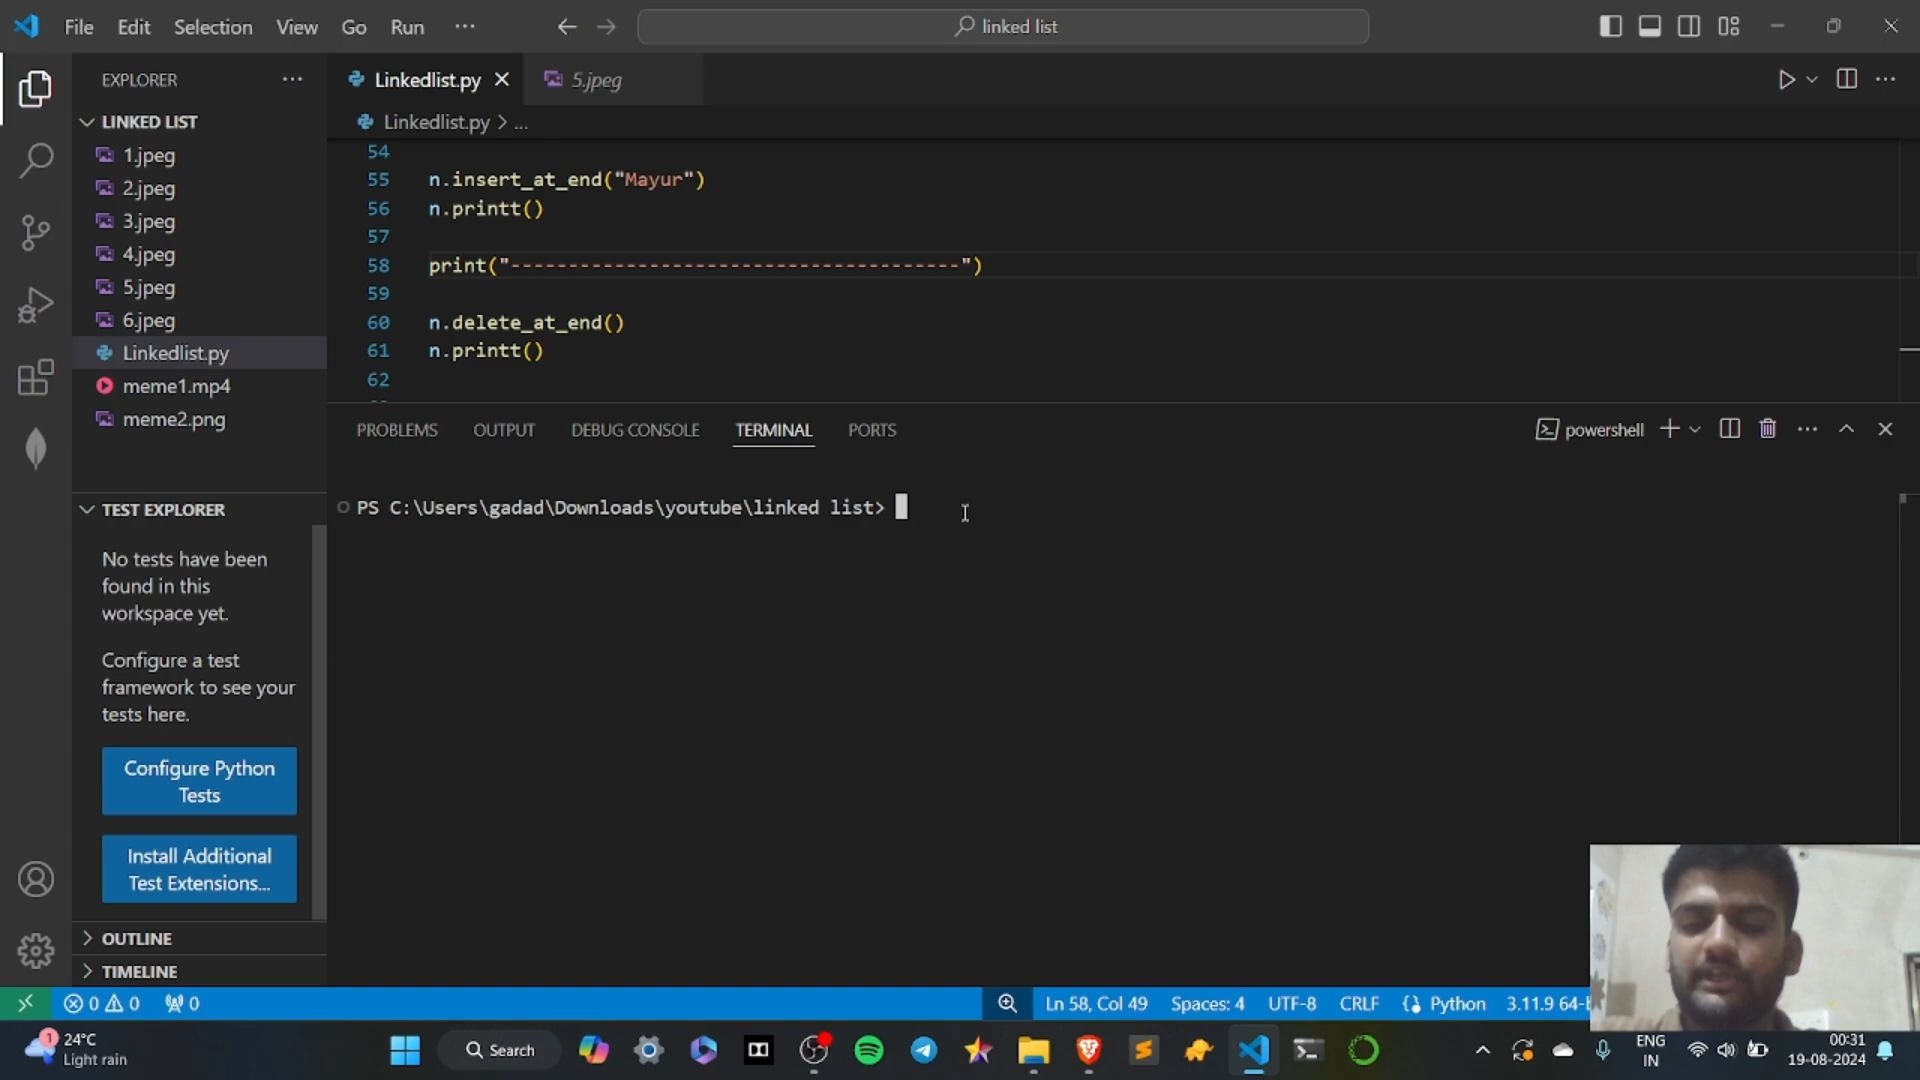 File Edit Selection View Go Run ···
linked list
EXPLORER ···
Linkedlist.py
5.jpeg
LINKED LIST
Linkedlist.py > ...
1.jpeg
2.jpeg
3.jpeg
4.jpeg
5.jpeg
6.jpeg
Linkedlist.py
meme1.mp4
meme2.png
54
55 n.insert_at_end("Mayur")
56 n.printt()
57
58 print("---------------------------------------")
59
60 n.delete_at_end()
61 n.printt()
62
PROBLEMS OUTPUT DEBUG CONSOLE TERMINAL PORTS
powershell
PS C:\Users\gadad\Downloads\youtube\linked list>
TEST EXPLORER
No tests have been
found in this
workspace yet.
Configure a test
framework to see your
tests here.
Configure Python
Tests
Install Additional
Test Extensions...
OUTLINE
TIMELINE
0 0 0
Ln 58, Col 49 Spaces: 4 UTF-8 CRLF Python 3.11.9 64-
1
24°C
Light rain
Search
ENG
IN
00:31
19-08-2024